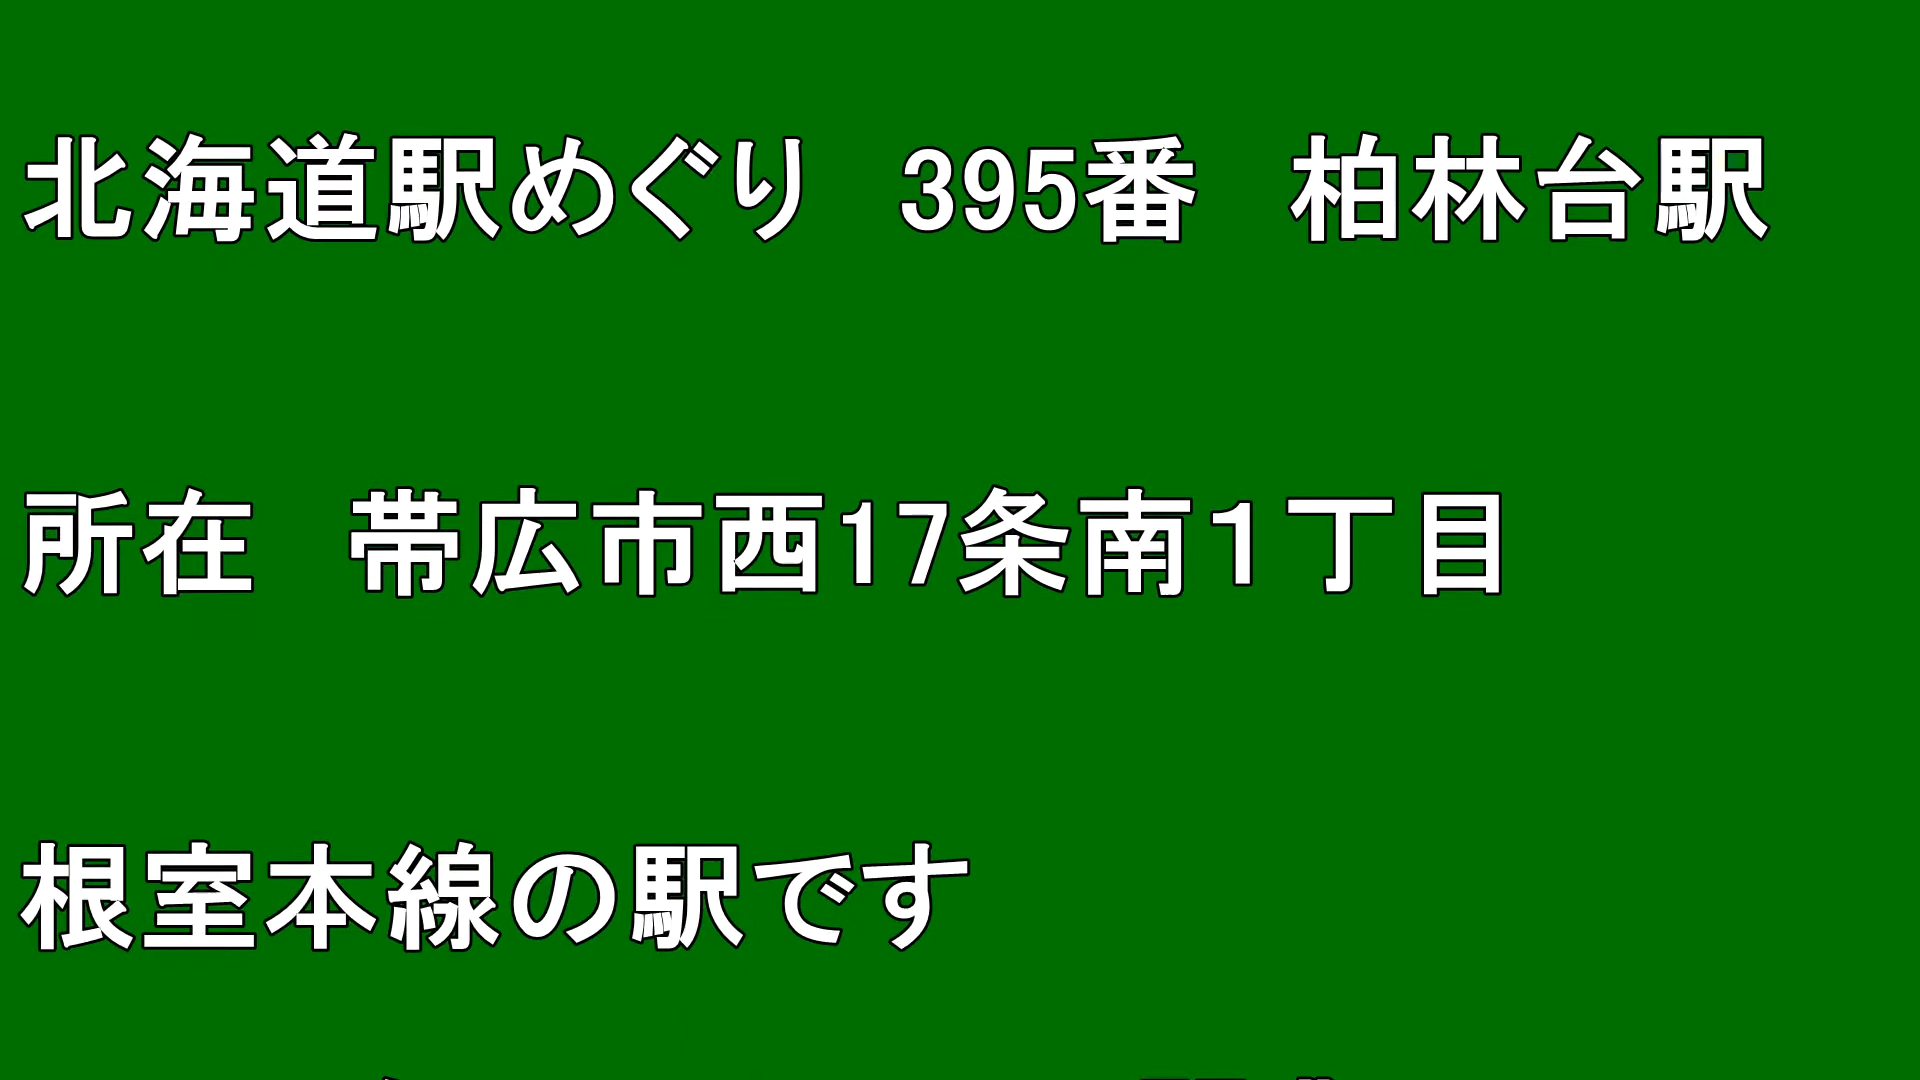 北海道駅めぐり　395番　柏林台駅
所在　帯広市西17条南１丁目
根室本線の駅です